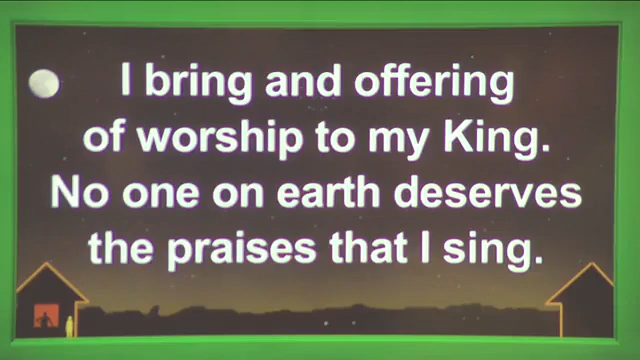 I bring and offering
of worship to my King.
No one on earth deserves
the praises that I sing.